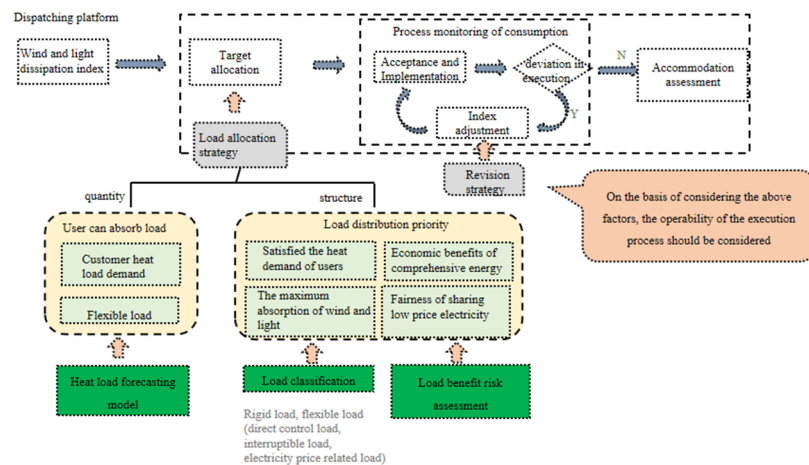 Dispatching platform
Wind and light
dissipation index
Target
allocation
Process monitoring of consumption
Acceptance and
Implementation
deviation in
execution
N
Y
Accommodation
assessment
Index
adjustment
Load allocation
strategy
Revision
strategy
On the basis of considering the above
factors, the operability of the execution
process should be considered
quantity
structure
User can absorb load
Customer heat
load demand
Flexible load
Load distribution priority
Satisfied the heat
demand of users
Economic benefits of
comprehensive energy
The maximum
absorption of wind and
light
Fairness of sharing
low price electricity
Heat load forecasting
model
Load classification
Load benefit risk
assessment
Rigid load, flexible load
(direct control load,
interruptible load,
electricity price related load)